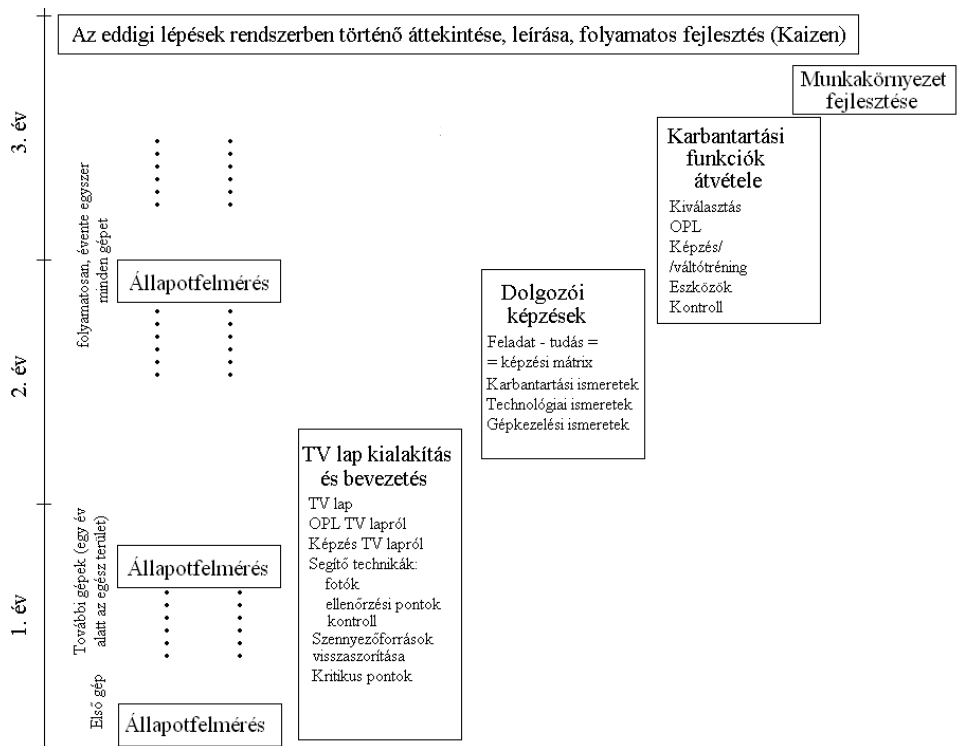 Az eddigi lépések rendszerben történő áttekintése, leírása, folyamatos fejlesztés (Kaizen)
Munkakörnyezet
fejlesztése
3. év
Karbantartási
funkciók
átvétele
Kiválasztás
OPL
Képzés/
/váltótréning
Eszközök
Kontroll
folyamatosan, évente egyszer
minden gépet
Állapotfelmérés
2. év
Dolgozói
képzések
Feladat - tudás =
= képzési mátrix
Karbantartási ismeretek
Technológiai ismeretek
Gépkezelési ismeretek
TV lap kialakítás
és bevezetés
TV lap
OPL TV lapról
Képzés TV lapról
Segítő technikák:
fotók
ellenőrzési pontok
kontroll
Szennyezőforrások
visszaszorítása
Kritikus pontok
1. év
További gépek (egy év
alatt az egész terület)
Állapotfelmérés
Első gép
Állapotfelmérés